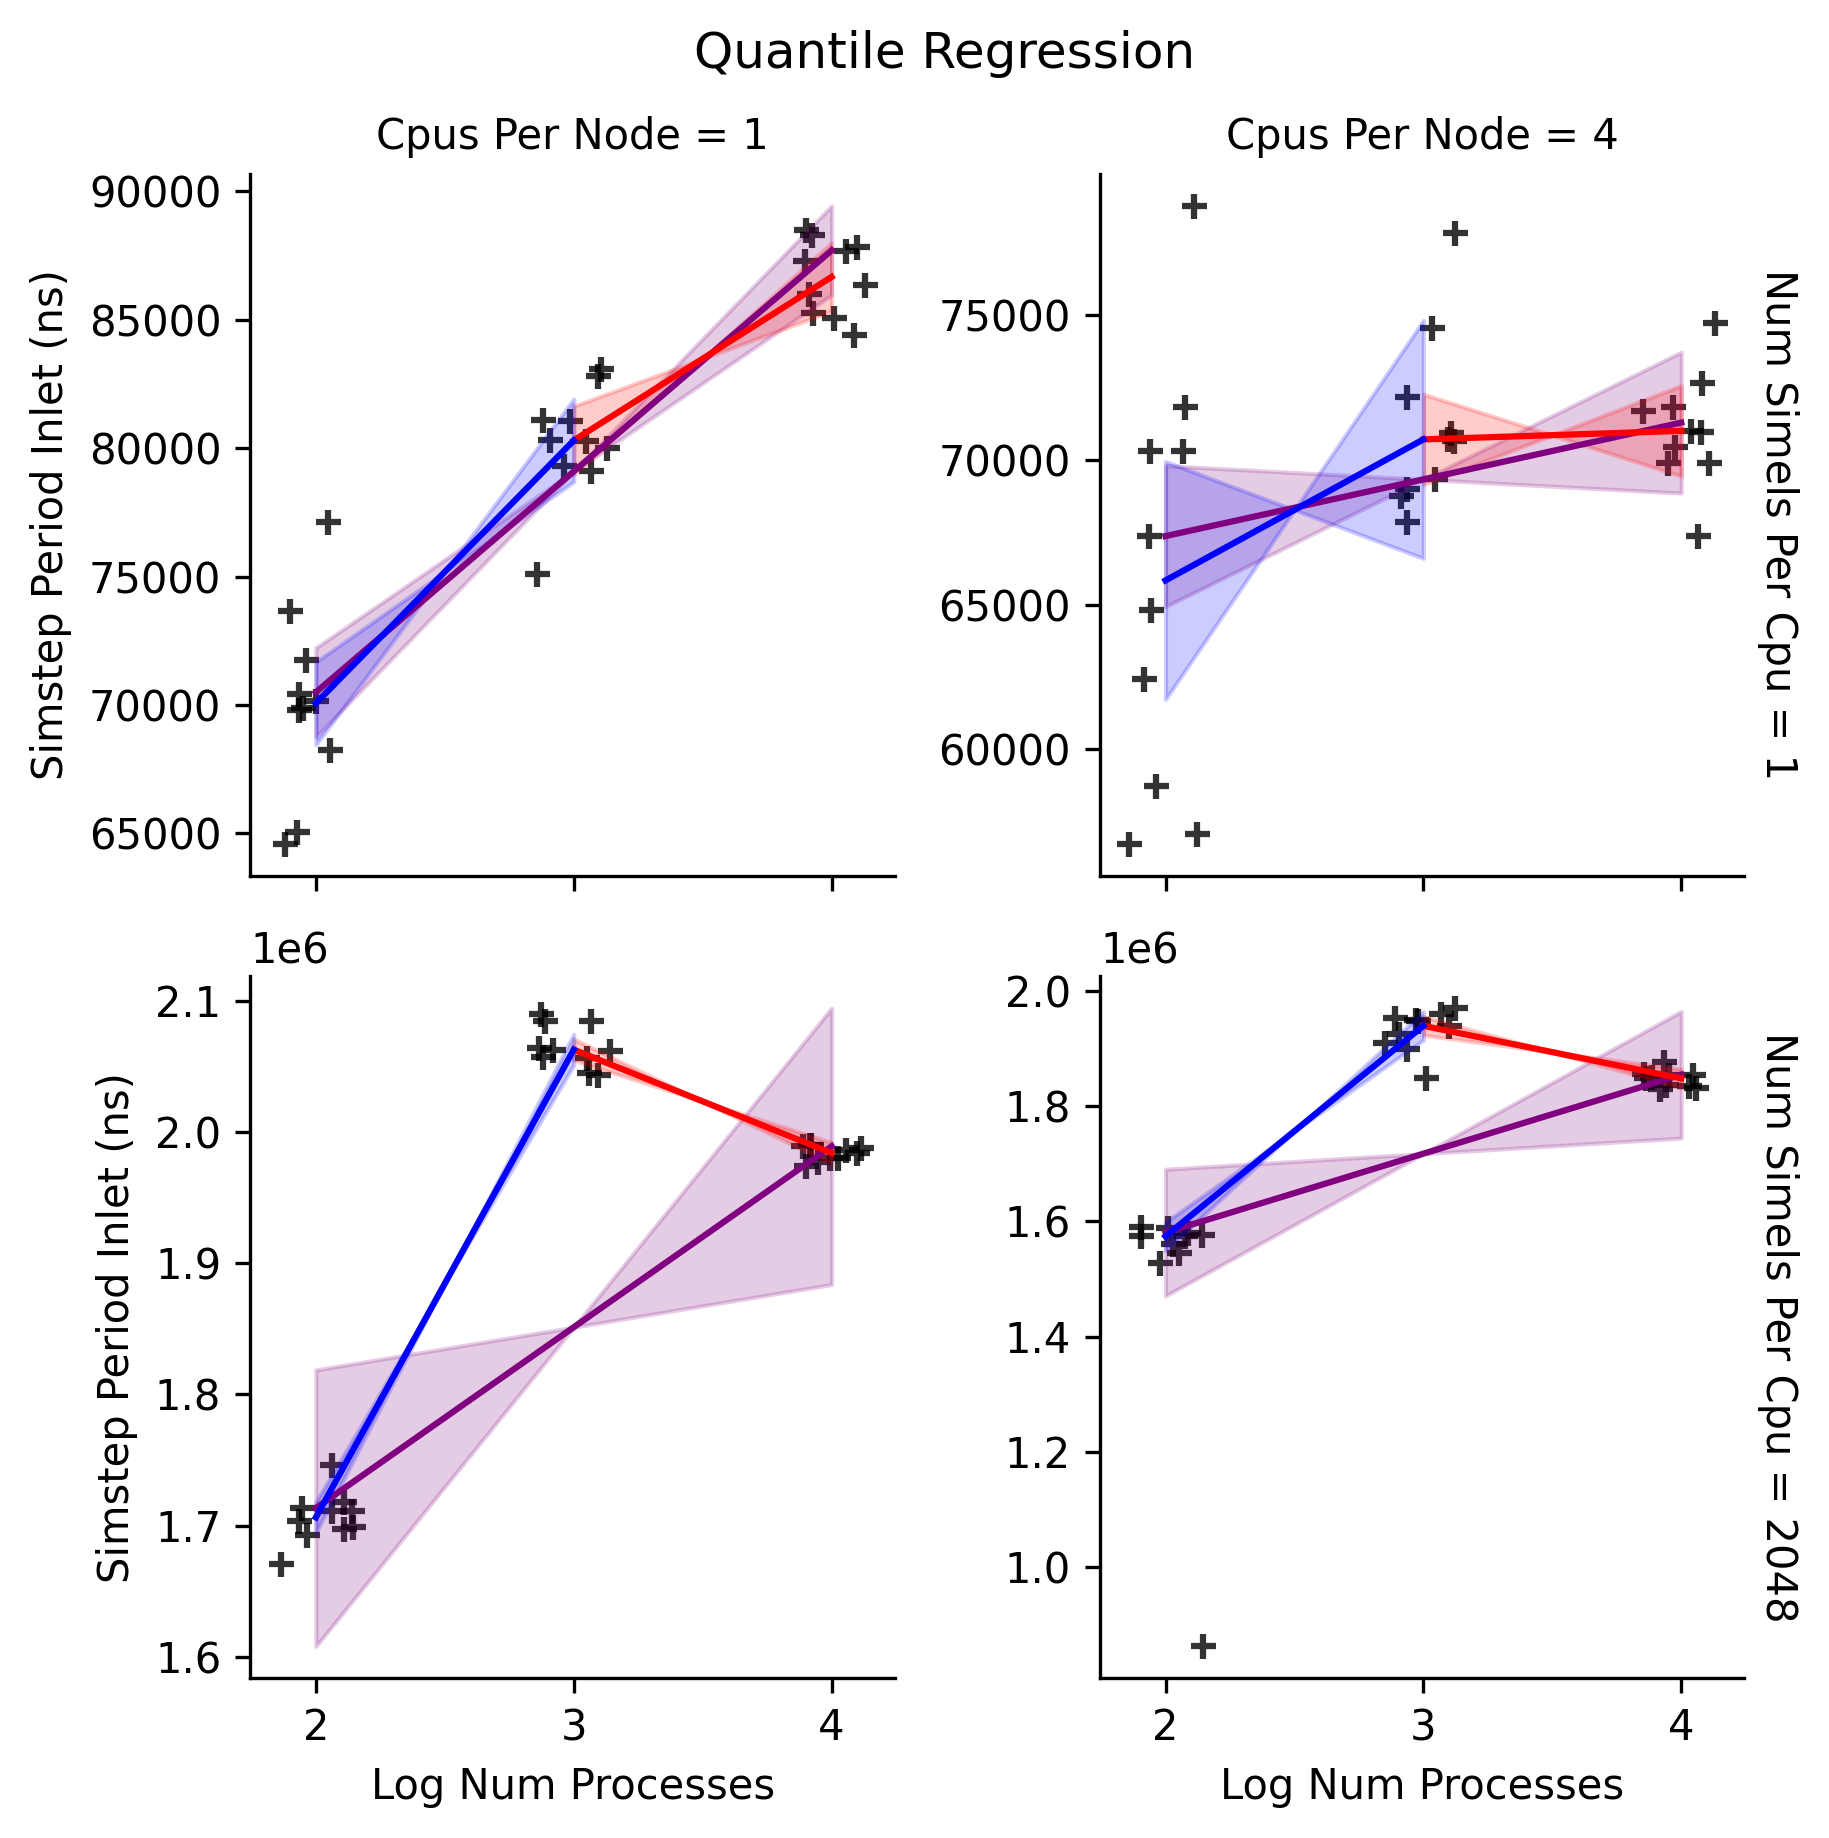 Quantile Regression
Cpus Per Node = 1
Cpus Per Node = 4
90000
85000
80000
75000
70000
65000
Simstep Period Inlet (ns)
75000
70000
65000
60000
Num Simels Per Cpu = 1
1e6
2.1
2.0
1.9
1.8
1.7
1.6
Simstep Period Inlet (ns)
2
3
4
Log Num Processes
1e6
2.0
1.8
1.6
1.4
1.2
1.0
2
3
4
Log Num Processes
Num Simels Per Cpu = 2048